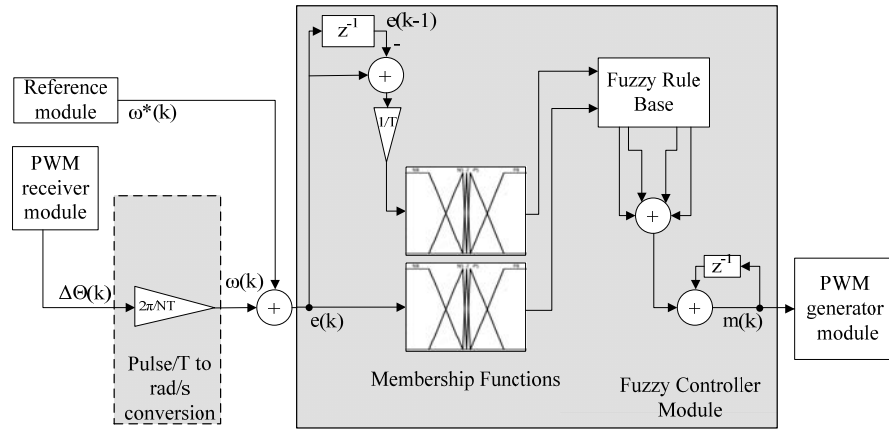 z⁻¹
e(k-1)
-
+
Reference
module
ω*(k)
1/T
Fuzzy Rule
Base
PWM
receiver
module
+
z⁻¹
ΔΘ(k)
2π/NT
ω(k)
+
e(k)
+
m(k)
PWM
generator
module
Pulse/T to
rad/s
conversion
Membership Functions
Fuzzy Controller
Module